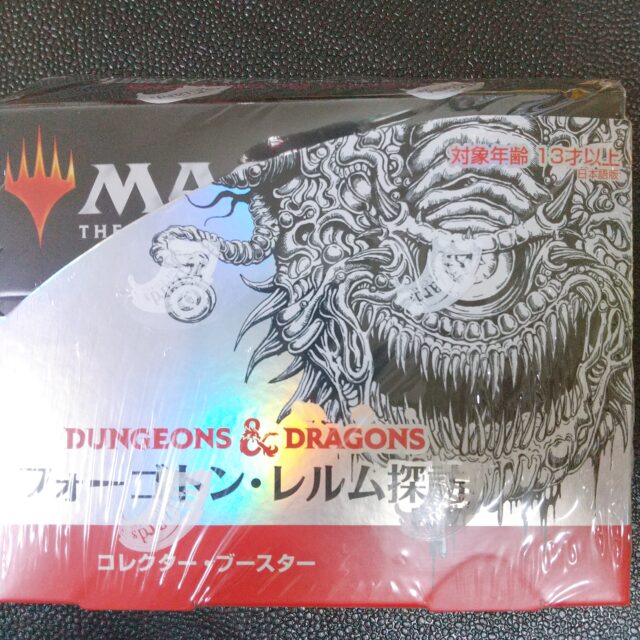 対象年齢 13才以上
日本語版
MA
THE
DUNGEONS & DRAGONS
フォーゴトン・レルム探訪
コレクター・ブースター